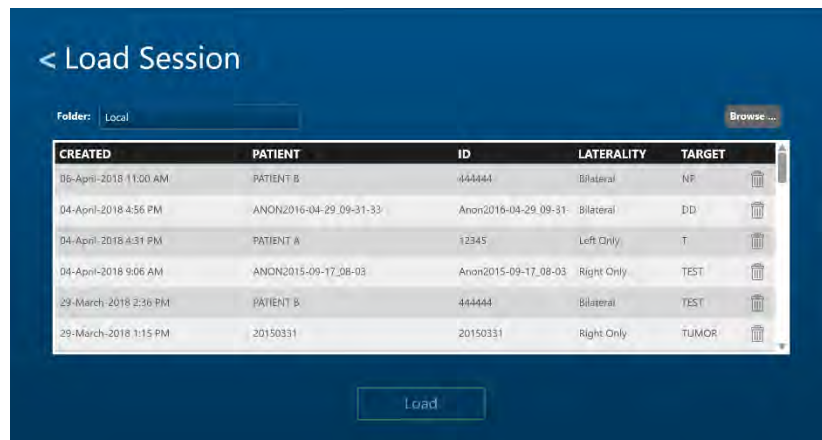 < Load Session
Folder: Local Browse ...
CREATED PATIENT ID LATERALITY TARGET
06-April-2018 11:00 AM PATIENT B 444444 Bilateral NF
04-April-2018 4:56 PM ANON2016-04-29_09-31-33 Anon2016-04-29_09-31- Bilateral DD
04-April-2018 4:31 PM PATIENT A 12345 Left Only T
04-April-2018 9:06 AM ANON2015-09-17_08-03 Anon2015-09-17_08-03 Right Only TEST
29-March-2018 2:36 PM PATIENT B 444444 Bilateral TEST
29-March-2018 1:15 PM 20150331 20150331 Right Only TUMOR
Load